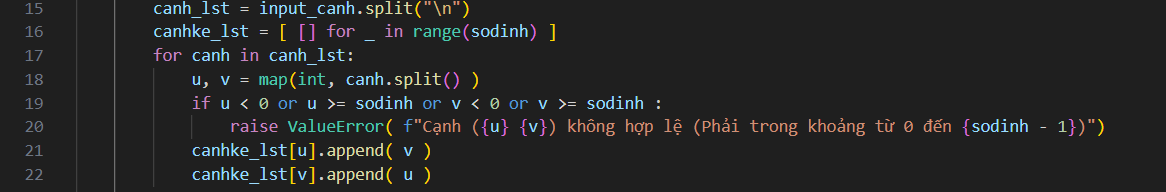 15 canh_lst = input_canh.split("\n")
16 canhke_lst = [ [] for _ in range(sodinh) ]
17 for canh in canh_lst:
18 u, v = map(int, canh.split() )
19 if u < 0 or u >= sodinh or v < 0 or v >= sodinh :
20 raise ValueError( f"Cạnh ({u} {v}) không hợp lệ (Phải trong khoảng từ 0 đến {sodinh - 1})")
21 canhke_lst[u].append( v )
22 canhke_lst[v].append( u )